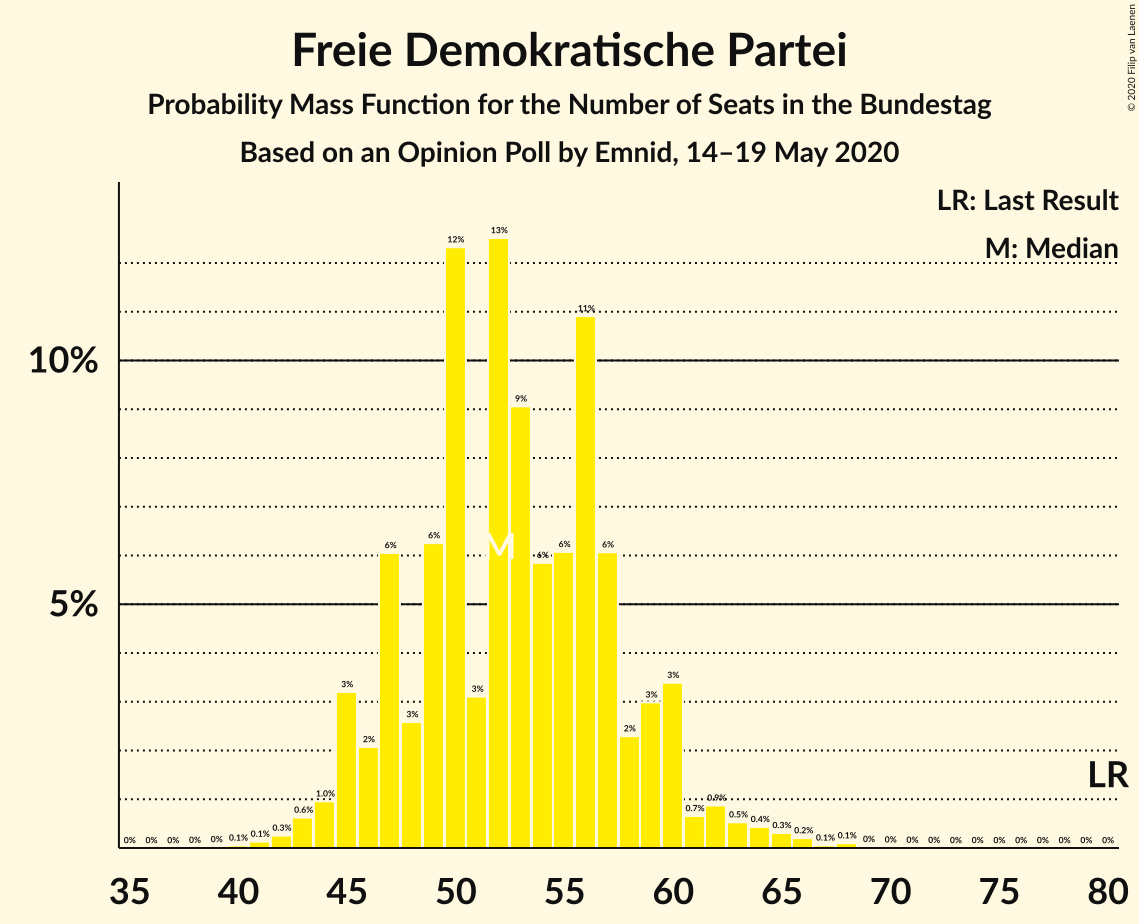 Freie Demokratische Partei
Probability Mass Function for the Number of Seats in the Bundestag
Based on an Opinion Poll by Emnid, 14–19 May 2020
© 2020 Filip van Laenen
LR: Last Result
M: Median
10%
5%
0% 0% 0% 0% 0% 0.1% 0.1% 0.3% 0.6% 1.0% 3% 2% 6% 3% 6% 12% 3% 13% 9% 6% 6% 11% 6% 2% 3% 3% 0.7% 0.9% 0.5% 0.4% 0.3% 0.2% 0.1% 0.1% 0% 0% 0% 0% 0% 0% 0% 0% 0% 0% 0% 0%
M
LR
35 40 45 50 55 60 65 70 75 80